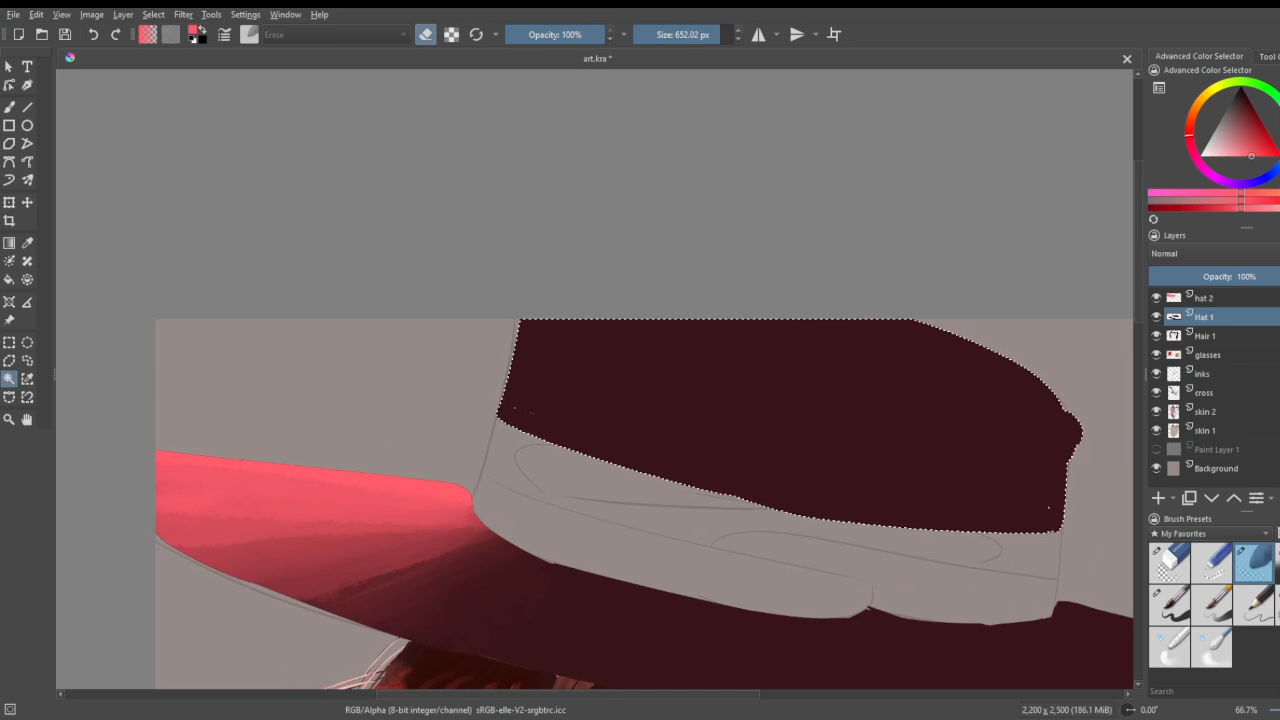 File Edit View Image Layer Select Filter Tools Settings Window Help
Erase Opacity: 100% Size: 652.02 px
art.kra *
Advanced Color Selector Tool
Advanced Color Selector
Layers
Normal
Opacity: 100%
hat 2
Hat 1
Hair 1
glasses
inks
cross
skin 2
skin 1
Paint Layer 1
Background
Brush Presets
★ My Favorites
Search
RGB/Alpha (8-bit integer/channel) sRGB-elle-V2-srgbtrc.icc 2,200 x 2,500 (186.1 MiB) 0.00° 66.7%